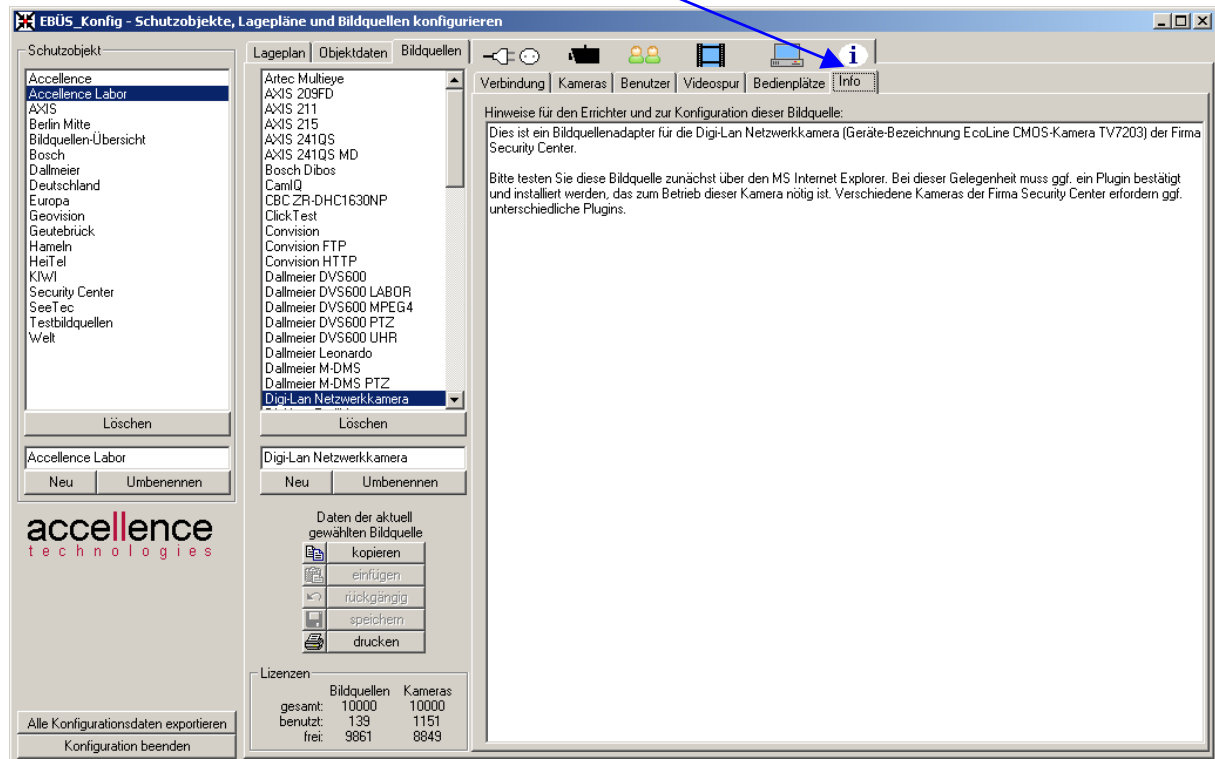 EBÜS_Konfig - Schutzobjekte, Lagepläne und Bildquellen konfigurieren
Schutzobjekt
Accellence
Accellence Labor
AXIS
Berlin Mitte
Bildquellen-Übersicht
Bosch
Dallmeier
Deutschland
Europa
Geovision
Geutebrück
Hameln
HeiTel
KIWI
Security Center
SeeTec
Testbildquellen
Welt
Löschen
Accellence Labor
Neu Umbenennen
accellence
technologies
Alle Konfigurationsdaten exportieren
Konfiguration beenden
Lageplan Objektdaten Bildquellen
Artec Multieye
AXIS 209FD
AXIS 211
AXIS 215
AXIS 241QS
AXIS 241QS MD
Bosch Dibos
CamIQ
CBC ZR-DHC1630NP
ClickTest
Convision
Convision FTP
Convision HTTP
Dallmeier DVS600
Dallmeier DVS600 LABOR
Dallmeier DVS600 MPEG4
Dallmeier DVS600 PTZ
Dallmeier DVS600 UHR
Dallmeier Leonardo
Dallmeier M-DMS
Dallmeier M-DMS PTZ
Digi-Lan Netzwerkkamera
Löschen
Digi-Lan Netzwerkkamera
Neu Umbenennen
Daten der aktuell
gewählten Bildquelle
kopieren
einfügen
rückgängig
speichern
drucken
Lizenzen
Bildquellen Kameras
gesamt: 10000 10000
benutzt: 139 1151
frei: 9861 8849
i
Verbindung Kameras Benutzer Videospur Bedienplätze Info
Hinweise für den Errichter und zur Konfiguration dieser Bildquelle:
Dies ist ein Bildquellenadapter für die Digi-Lan Netzwerkkamera (Geräte-Bezeichnung EcoLine CMOS-Kamera TV7203) der Firma
Security Center.
Bitte testen Sie diese Bildquelle zunächst über den MS Internet Explorer. Bei dieser Gelegenheit muss ggf. ein Plugin bestätigt
und installiert werden, das zum Betrieb dieser Kamera nötig ist. Verschiedene Kameras der Firma Security Center erfordern ggf.
unterschiedliche Plugins.